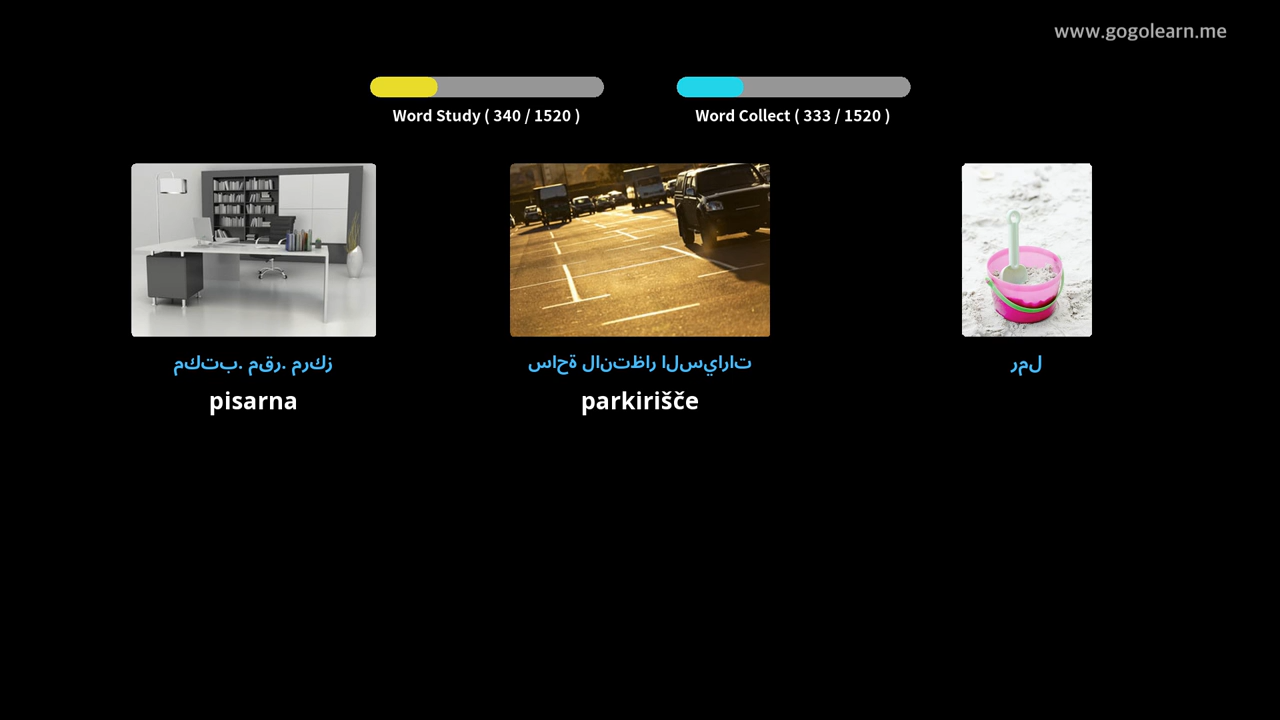 www.gogolearn.me
Word Study ( 340 / 1520 )
Word Collect ( 333 / 1520 )
مكتب. مقر. مركز
ساحة لانتظار السيارات
رمل
pisarna
parkirišče